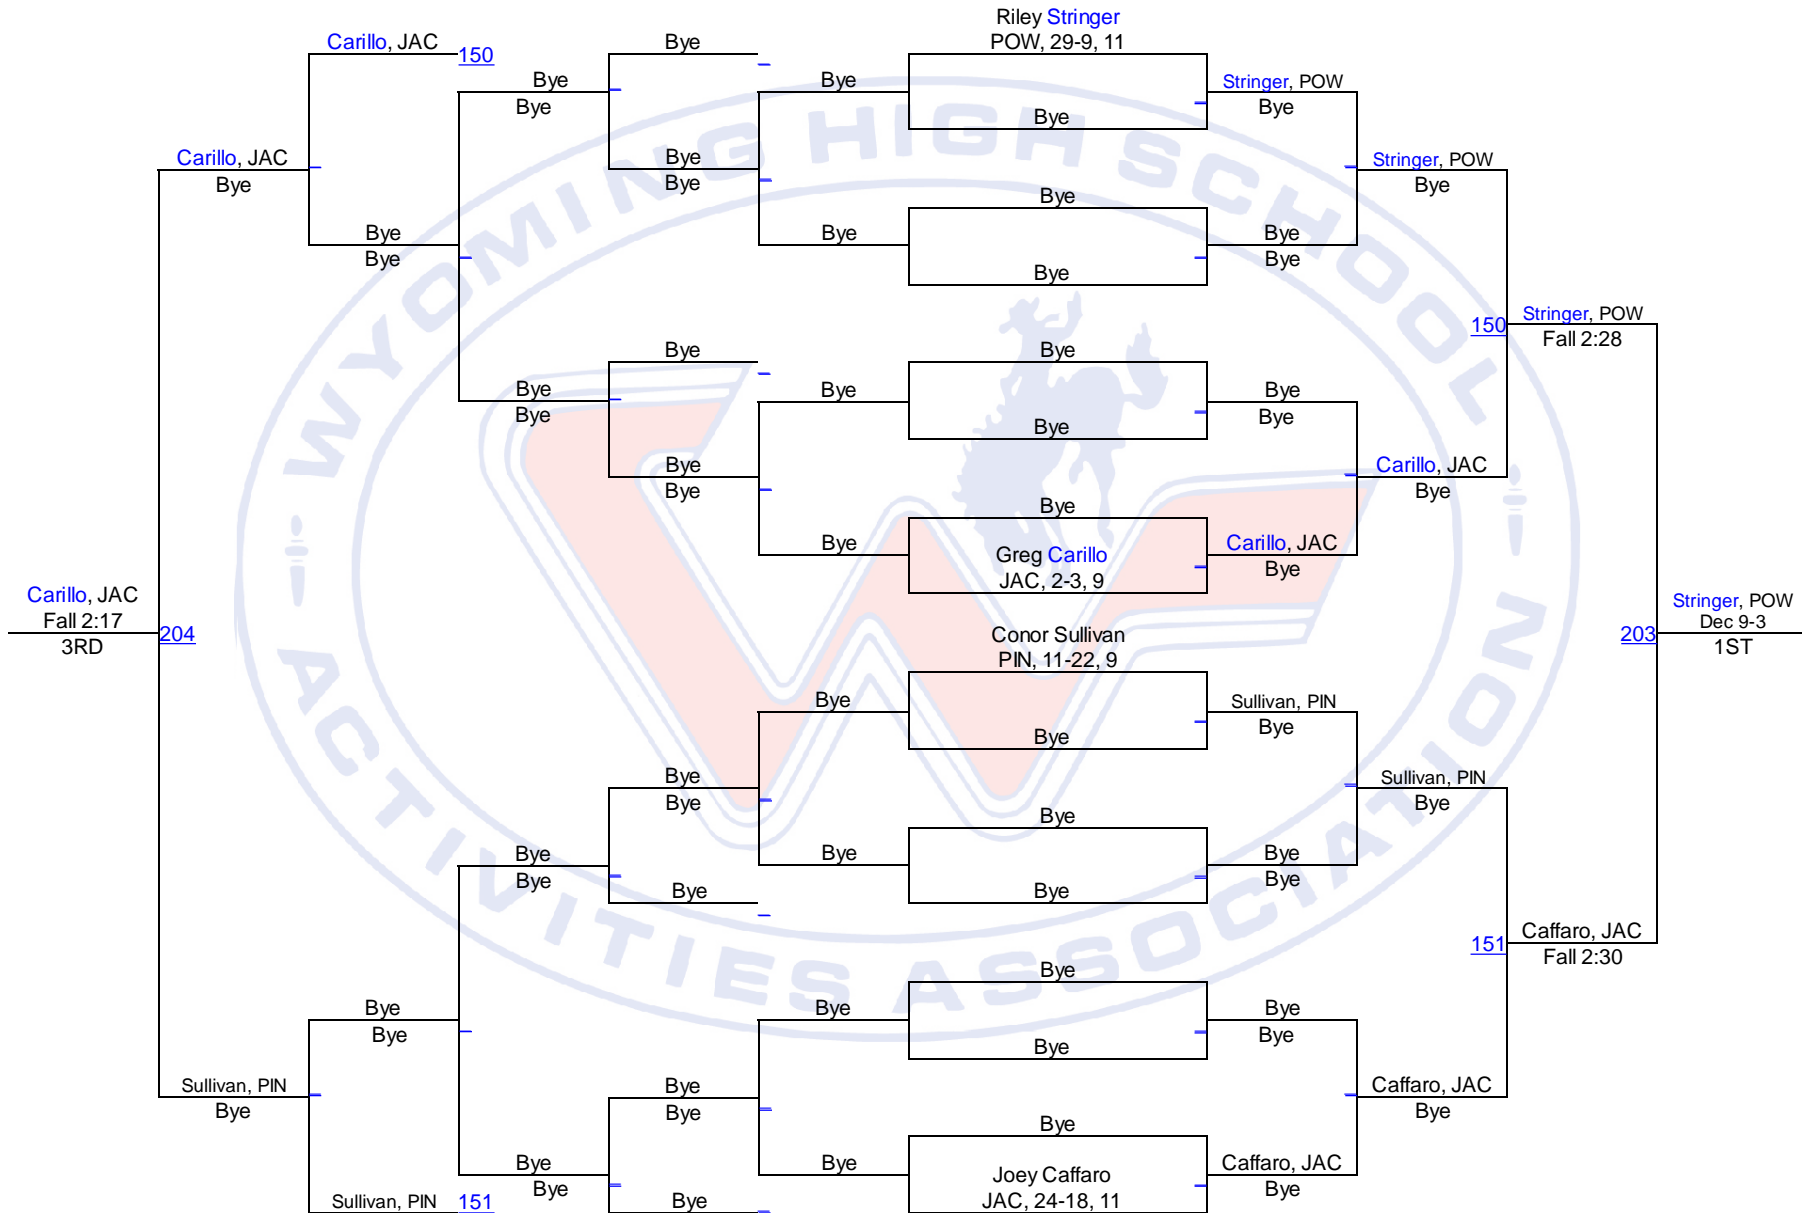 Riley Stringer
Carillo, JAC
150
Bye
POW, 29-9, 11
Bye
Bye
Bye
Stringer, POW
Bye
Bye
Bye
WYOMING HIGH SCHOOL
Carillo, JAC
Bye
Bye
Bye
Bye
Stringer, POW
Bye
Bye
Bye
Bye
Bye
Bye
Bye
Bye
150
Stringer, POW
Fall 2:28
Bye
Bye
Bye
Bye
Bye
Bye
Bye
Bye
Bye
Bye
Bye
Carillo, JAC
Bye
Bye
Bye
Greg Carillo
JAC, 2-3, 9
Carillo, JAC
Bye
Carillo, JAC
Fall 2:17
3RD
204
Conor Sullivan
PIN, 11-22, 9
203
Stringer, POW
Dec 9-3
1ST
Bye
Bye
Sullivan, PIN
Bye
Bye
Bye
Sullivan, PIN
Bye
Bye
Bye
Bye
Bye
Bye
Bye
Bye
Bye
151
Caffaro, JAC
Fall 2:30
Bye
Bye
Bye
Bye
Bye
Bye
Bye
Sullivan, PIN
Bye
Bye
Bye
Caffaro, JAC
Bye
Bye
Bye
Bye
Bye
Joey Caffaro
JAC, 24-18, 11
Caffaro, JAC
Bye
Sullivan, PIN
151
Bye
ACTIVITIES ASSOCIATION